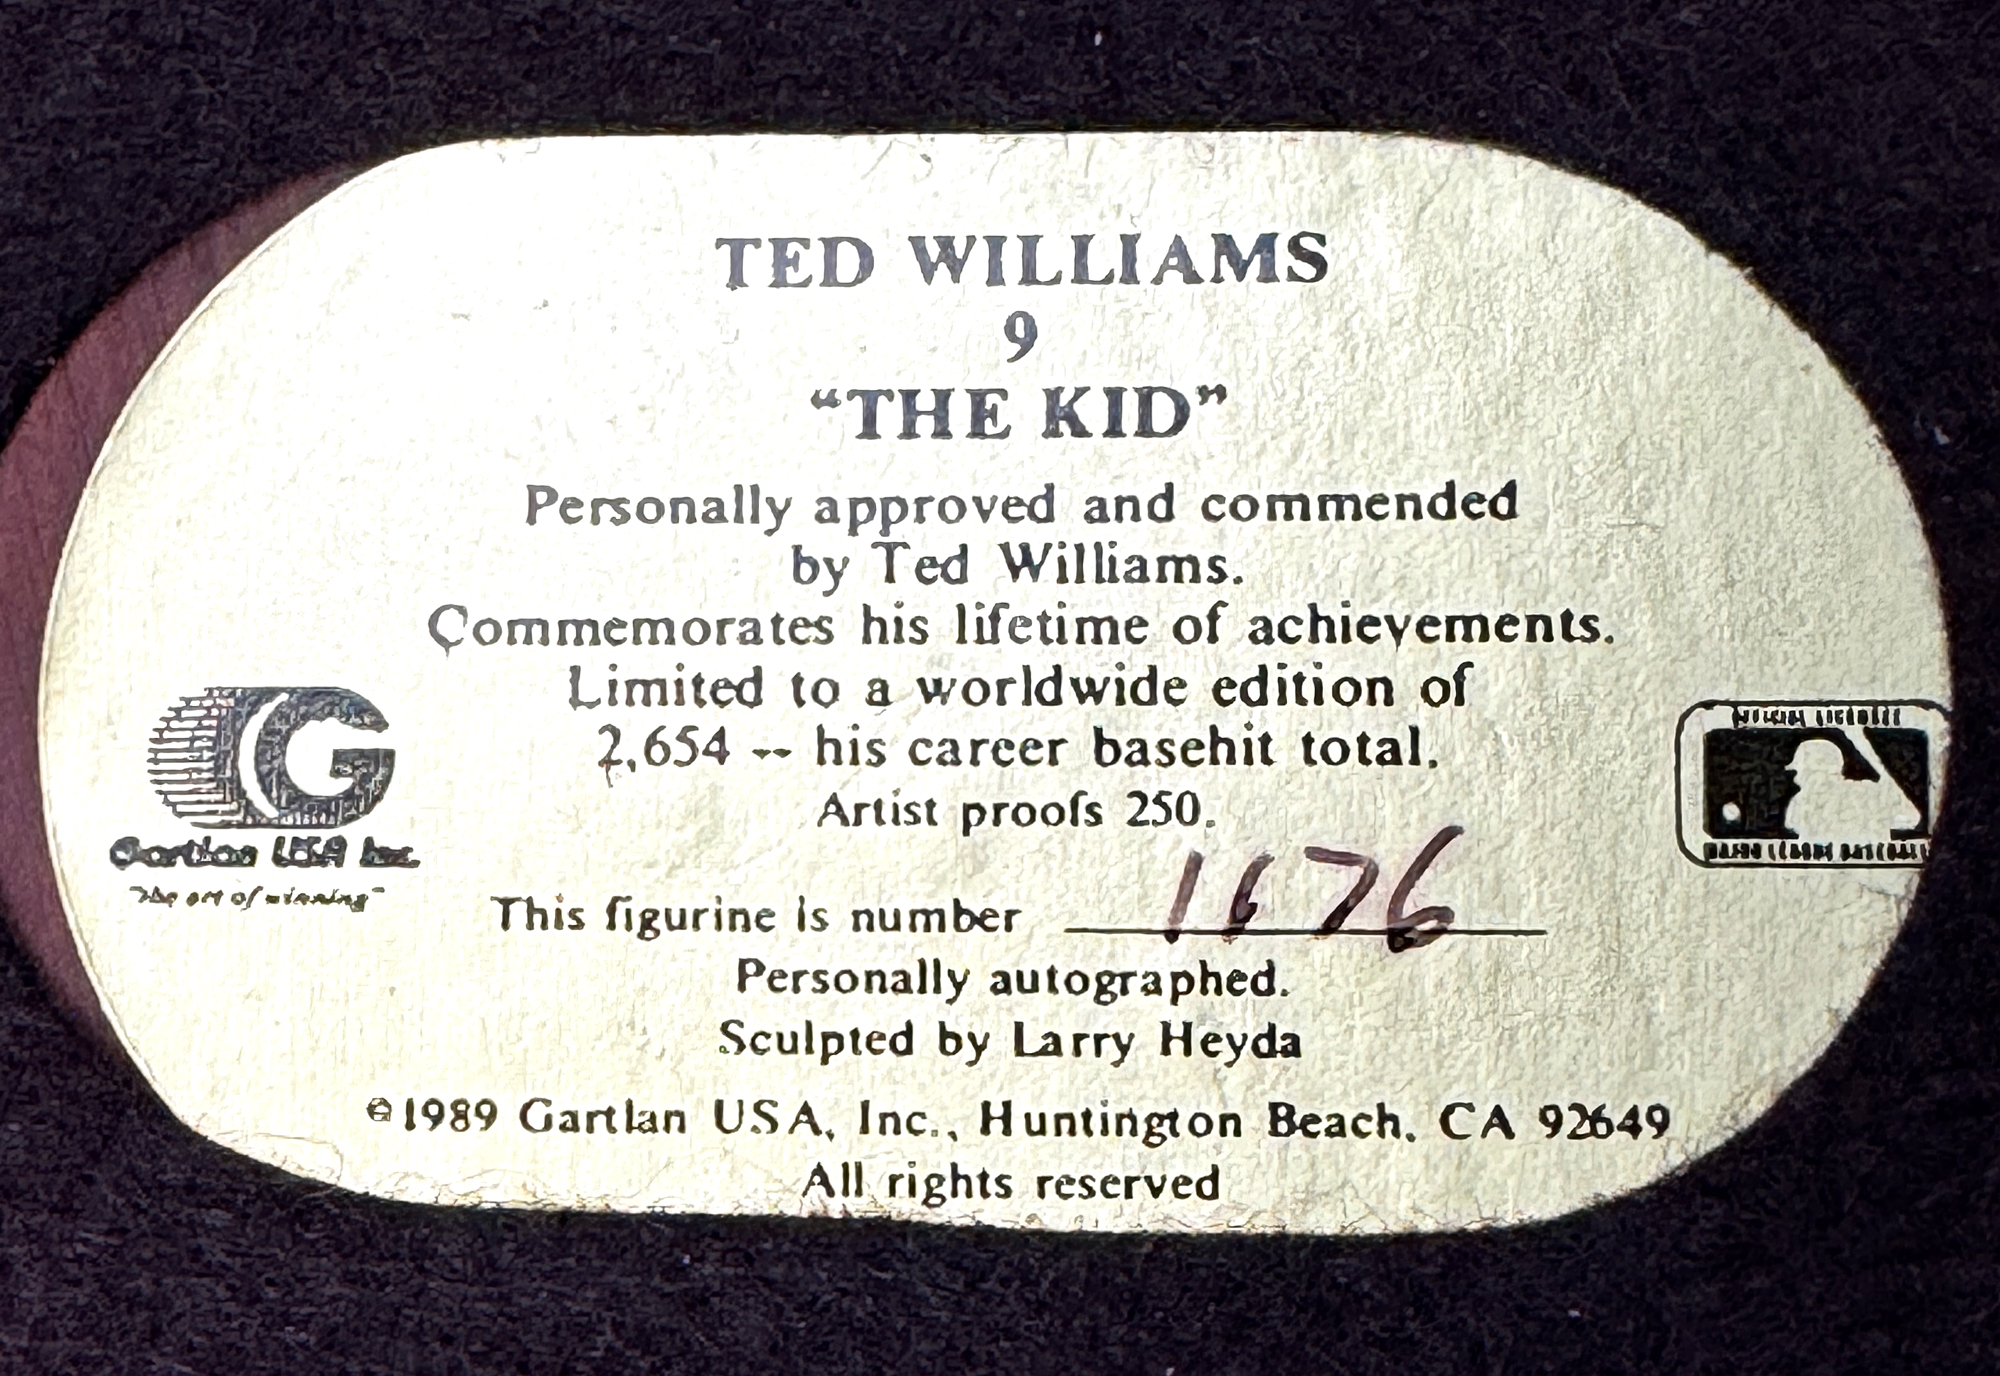 TED WILLIAMS
9
“THE KID”
Personally approved and commended
by Ted Williams.
Commemorates his lifetime of achievements.
Limited to a worldwide edition of
2,654 -- his career basehit total.
Artist proofs 250.
G
Gartlan USA Inc.
"The art of winning"
MAJOR LEAGUE BASEBALL
This figurine is number 1176
Personally autographed.
Sculpted by Larry Heyda
©1989 Gartlan USA, Inc., Huntington Beach, CA 92649
All rights reserved